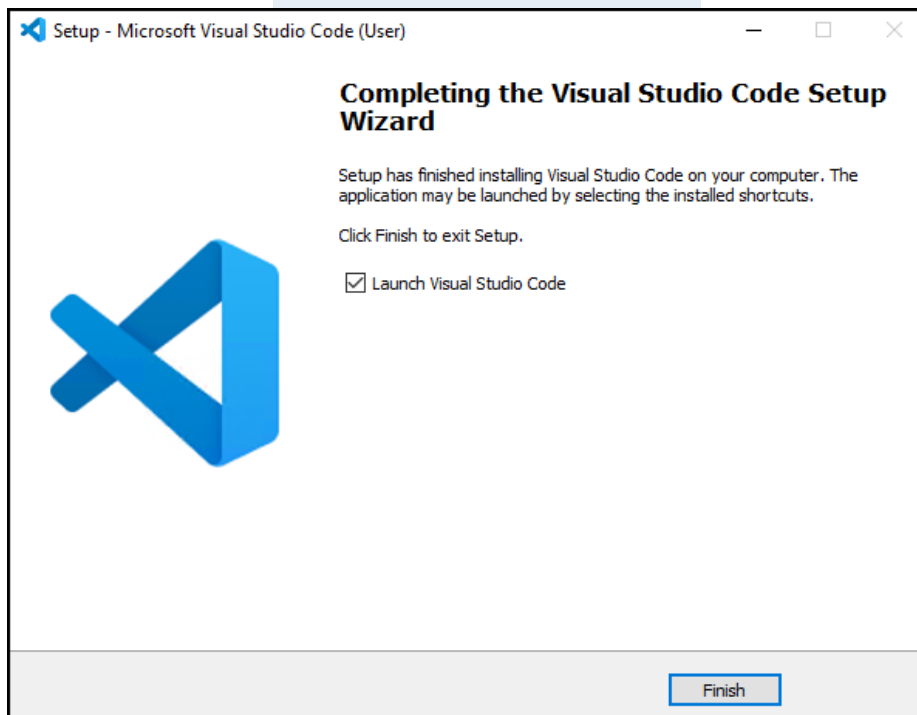 Setup - Microsoft Visual Studio Code (User)
Completing the Visual Studio Code Setup
Wizard
Setup has finished installing Visual Studio Code on your computer. The
application may be launched by selecting the installed shortcuts.
Click Finish to exit Setup.
Launch Visual Studio Code
Finish